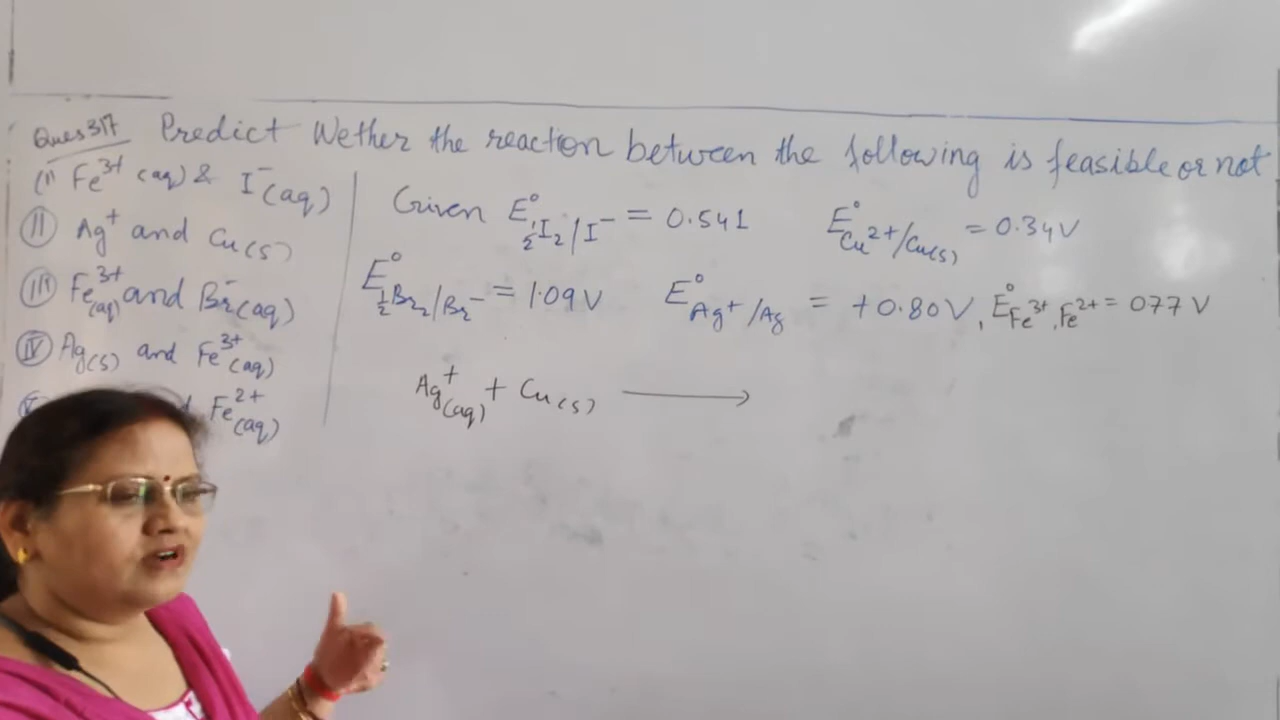 Ques 317 Predict Wether the reaction between the following is feasible or not
(i) Fe³⁺(aq) & I⁻(aq)
(II) Ag⁺ and Cu(s)
(III) Fe³⁺(aq) and Br⁻(aq)
(IV) Ag(s) and Fe³⁺(aq)
Fe²⁺(aq)
Given E°½I₂/I⁻ = 0.541 E°Cu²⁺/Cu(s) = 0.34V
E°½Br₂/Br⁻ = 1.09V E°Ag⁺/Ag = +0.80V, E°Fe³⁺,Fe²⁺ = 077 V
Ag⁺(aq) + Cu(s) ⟶